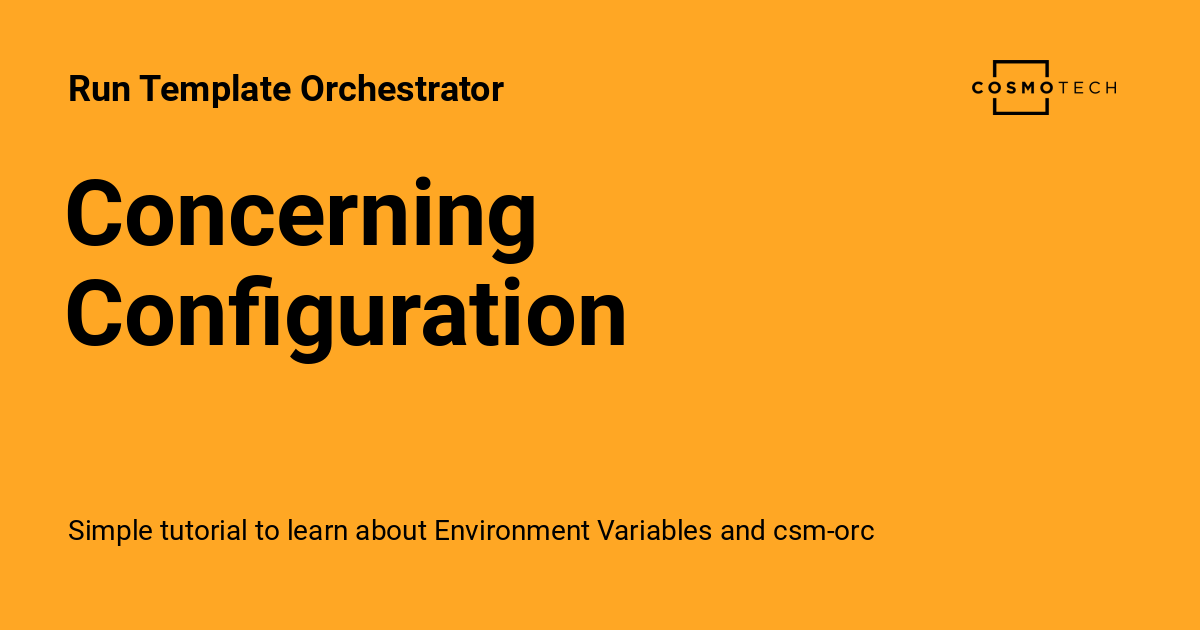 Run Template Orchestrator
COSMOTECH
Concerning
Configuration
Simple tutorial to learn about Environment Variables and csm-orc